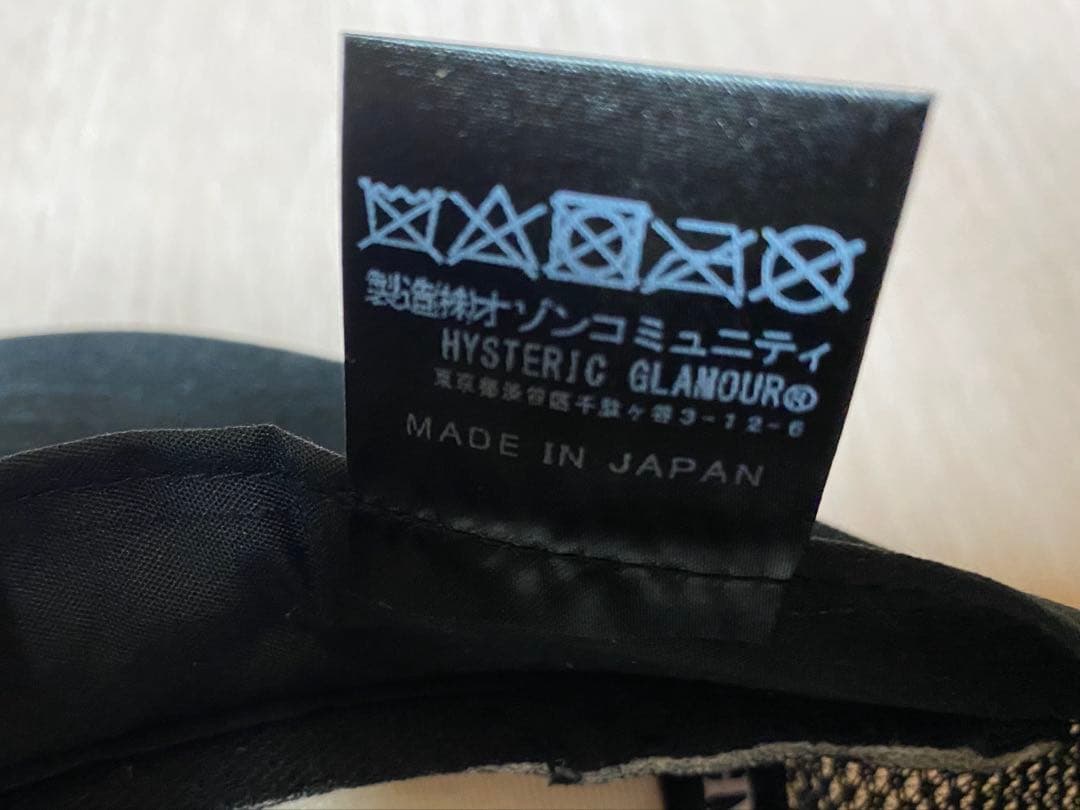 製造㈱オゾンコミュニティ
HYSTERIC GLAMOUR®
東京都渋谷区千駄ヶ谷3-12-6
MADE IN JAPAN